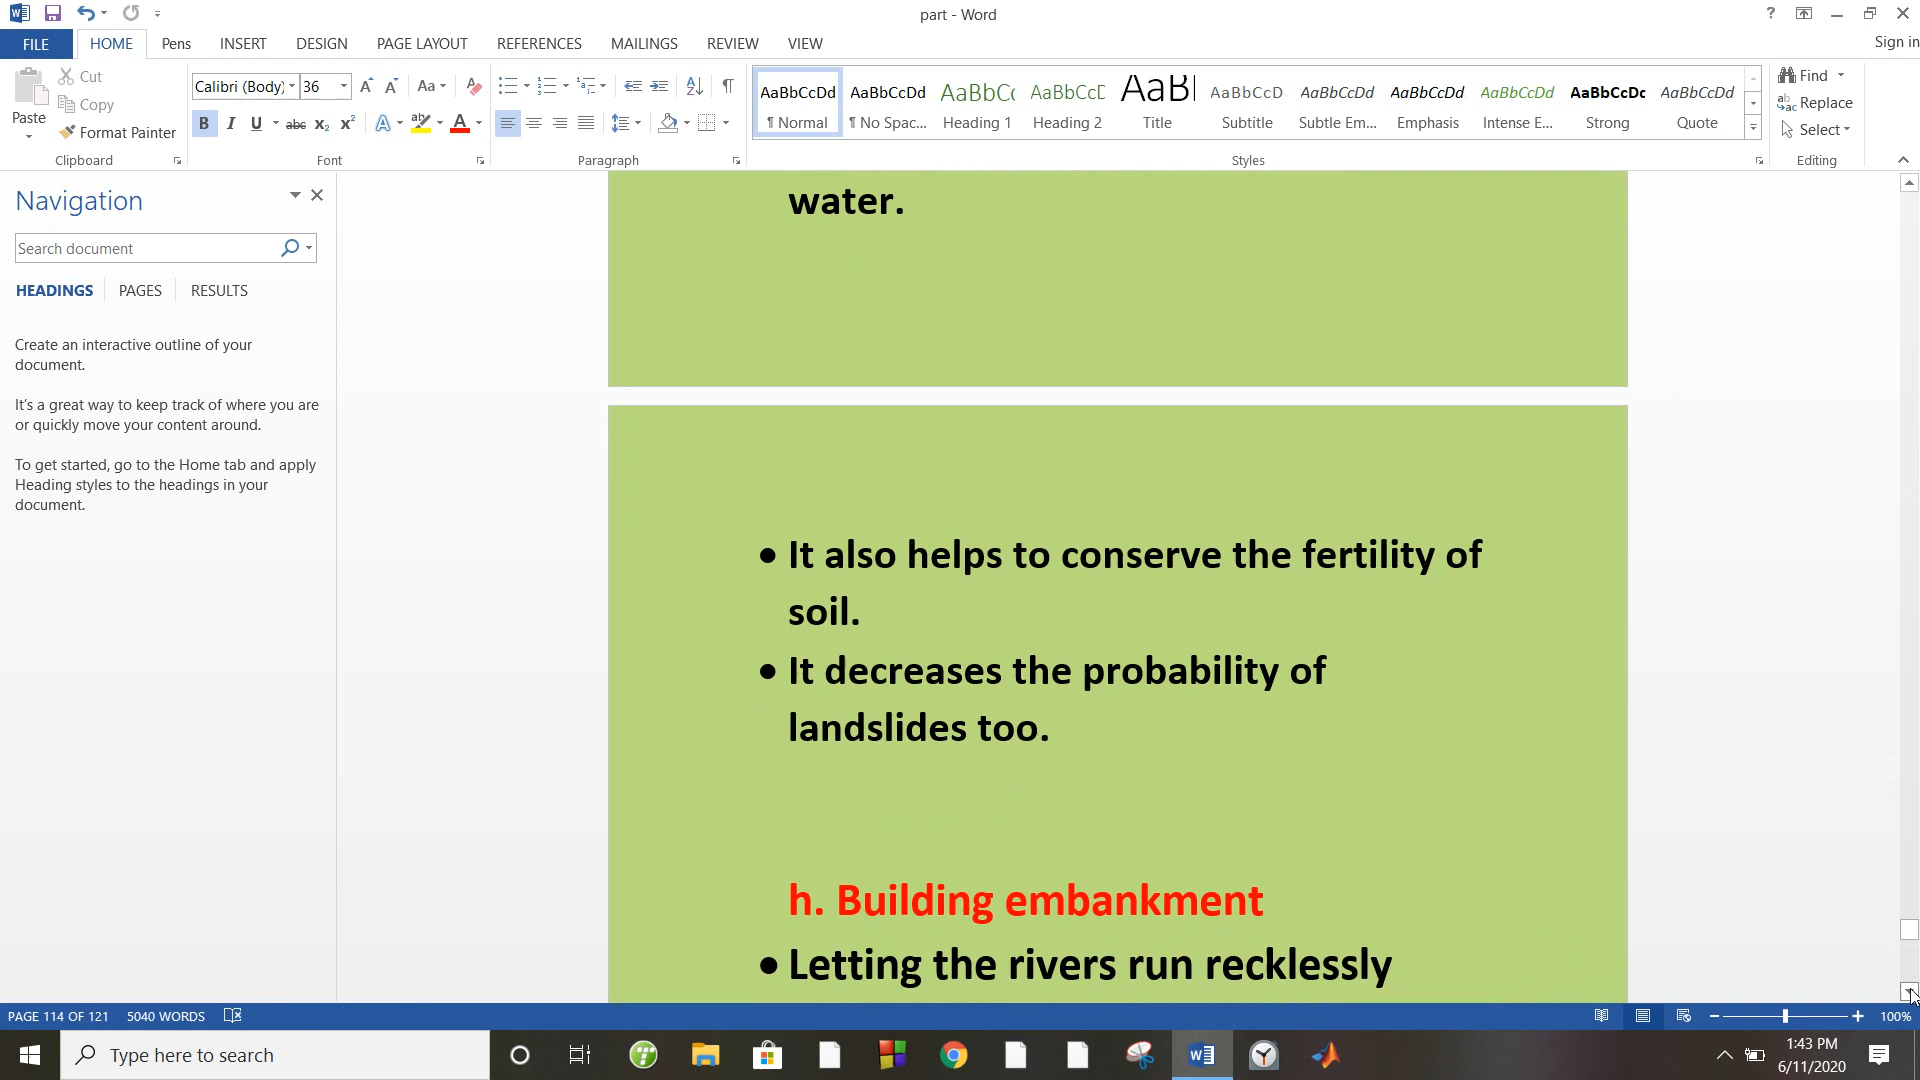 part - Word
Sign in
FILE HOME Pens INSERT DESIGN PAGE LAYOUT REFERENCES MAILINGS REVIEW VIEW
Paste
Cut
Copy
Format Painter
Clipboard
Calibri (Body) 36
Font
Paragraph
AaBbCcDd ¶ Normal
AaBbCcDd ¶ No Spac...
AaBbCc Heading 1
AaBbCcD Heading 2
AaBl Title
AaBbCcD Subtitle
AaBbCcDd Subtle Em...
AaBbCcDd Emphasis
AaBbCcDd Intense E...
AaBbCcDc Strong
AaBbCcDd Quote
Styles
Find
Replace
Select
Editing
Navigation
Search document
HEADINGS PAGES RESULTS
Create an interactive outline of your
document.
It's a great way to keep track of where you are
or quickly move your content around.
To get started, go to the Home tab and apply
Heading styles to the headings in your
document.
water.
• It also helps to conserve the fertility of
soil.
• It decreases the probability of
landslides too.
h. Building embankment
• Letting the rivers run recklessly
PAGE 114 OF 121 5040 WORDS
100%
Type here to search
1:43 PM
6/11/2020